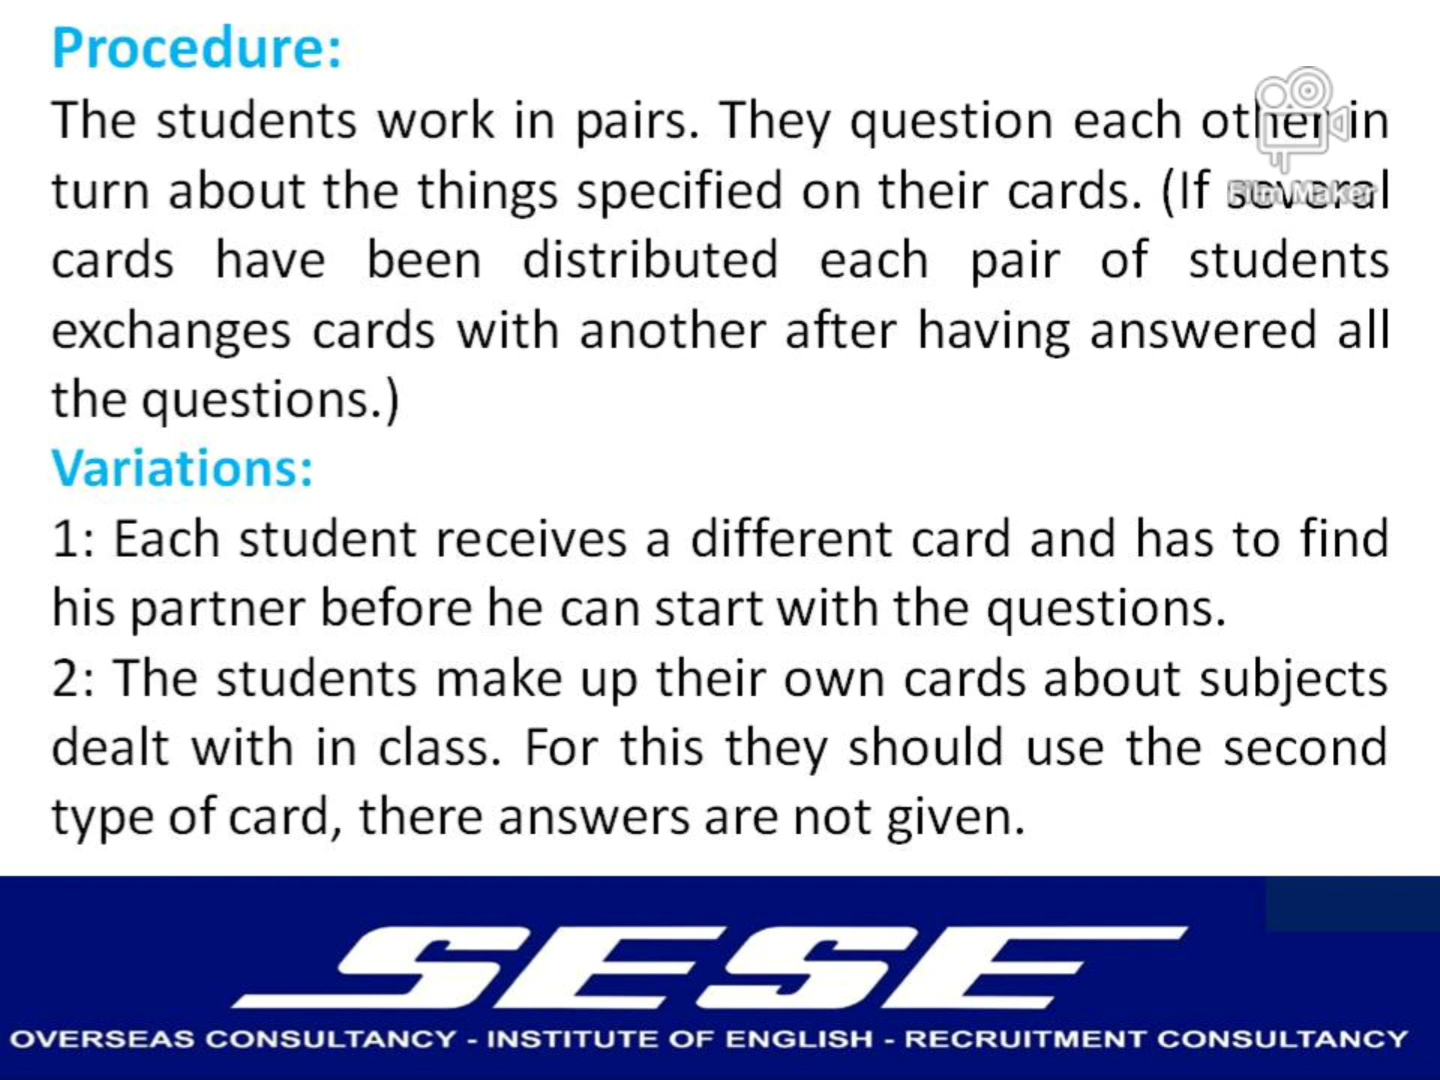 Procedure:
The students work in pairs. They question each other in
turn about the things specified on their cards. (If several
cards have been distributed each pair of students
exchanges cards with another after having answered all
the questions.)
Variations:
1: Each student receives a different card and has to find
his partner before he can start with the questions.
2: The students make up their own cards about subjects
dealt with in class. For this they should use the second
type of card, there answers are not given.
Film Maker
SESE
OVERSEAS CONSULTANCY - INSTITUTE OF ENGLISH - RECRUITMENT CONSULTANCY